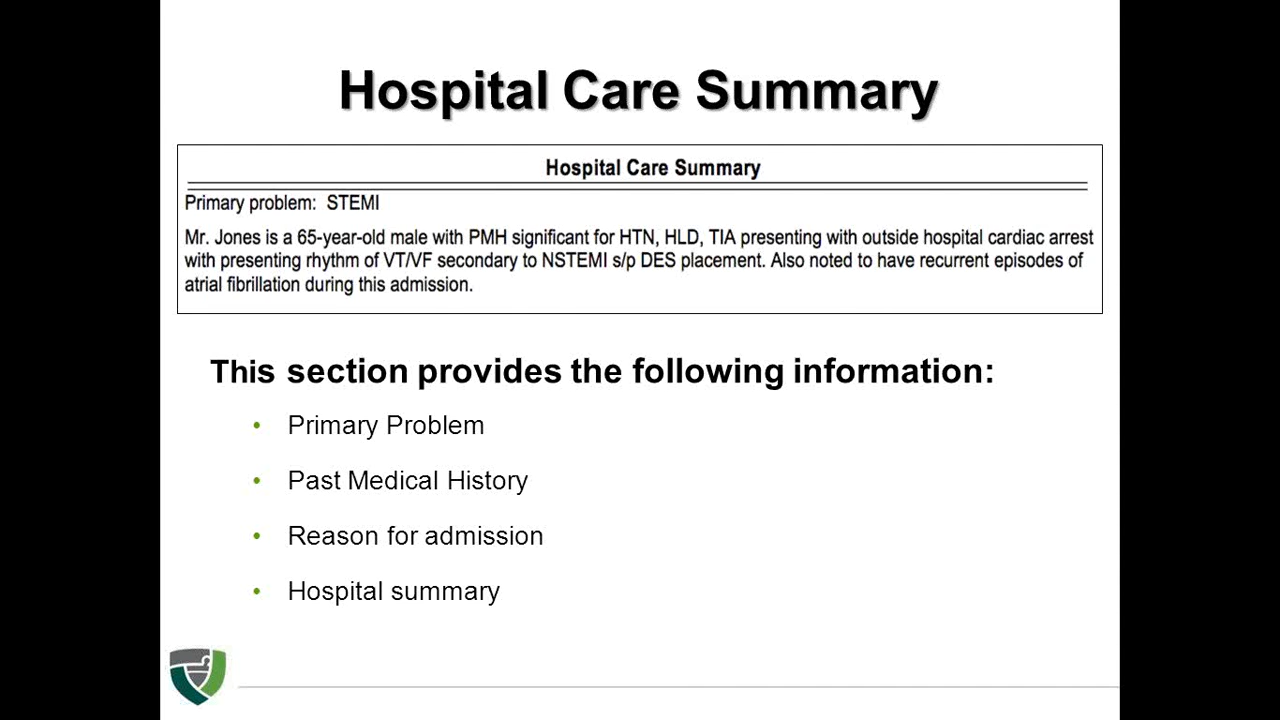 Hospital Care Summary
Hospital Care Summary
Primary problem: STEMI
Mr. Jones is a 65-year-old male with PMH significant for HTN, HLD, TIA presenting with outside hospital cardiac arrest
with presenting rhythm of VT/VF secondary to NSTEMI s/p DES placement. Also noted to have recurrent episodes of
atrial fibrillation during this admission.
This section provides the following information:
• Primary Problem
• Past Medical History
• Reason for admission
• Hospital summary